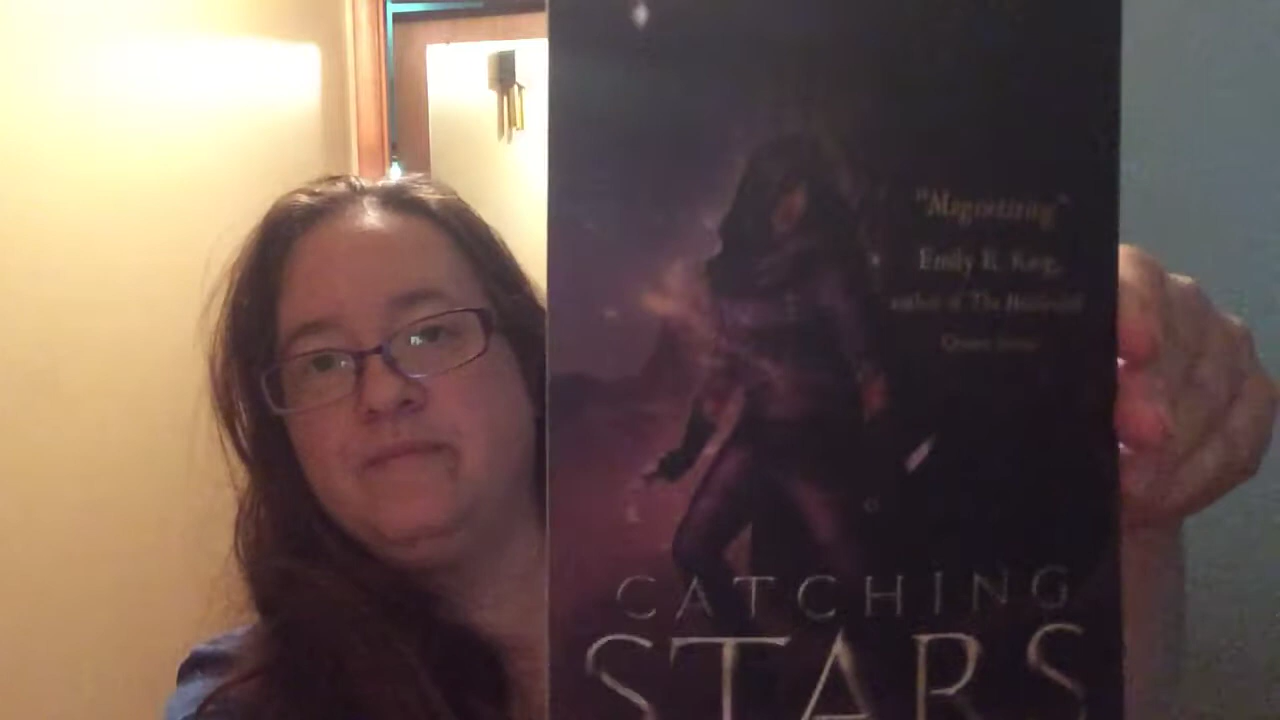 "Magnetizing"
Emily R. King,
author of The Hundredth
Queen series
CATCHING
STARS